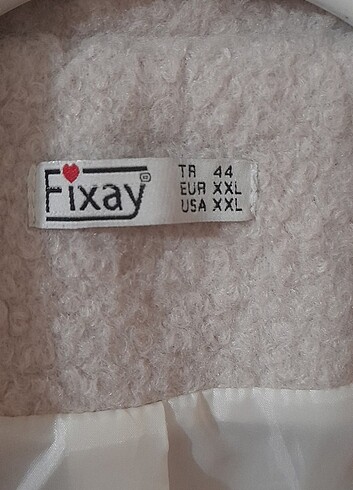 Fixay
TR 44
EUR XXL
USA XXL